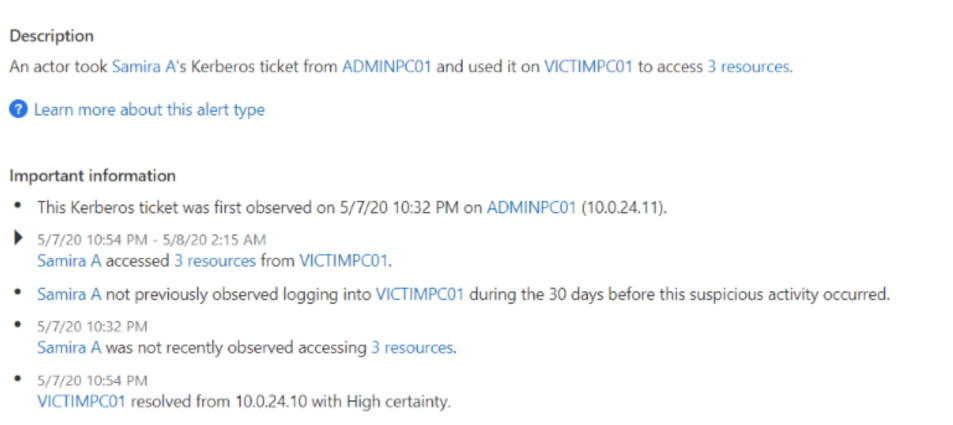 Description
An actor took Samira A's Kerberos ticket from ADMINPC01 and used it on VICTIMPC01 to access 3 resources.
? Learn more about this alert type
Important information
• This Kerberos ticket was first observed on 5/7/20 10:32 PM on ADMINPC01 (10.0.24.11).
5/7/20 10:54 PM - 5/8/20 2:15 AM
Samira A accessed 3 resources from VICTIMPC01.
• Samira A not previously observed logging into VICTIMPC01 during the 30 days before this suspicious activity occurred.
• 5/7/20 10:32 PM
Samira A was not recently observed accessing 3 resources.
• 5/7/20 10:54 PM
VICTIMPC01 resolved from 10.0.24.10 with High certainty.